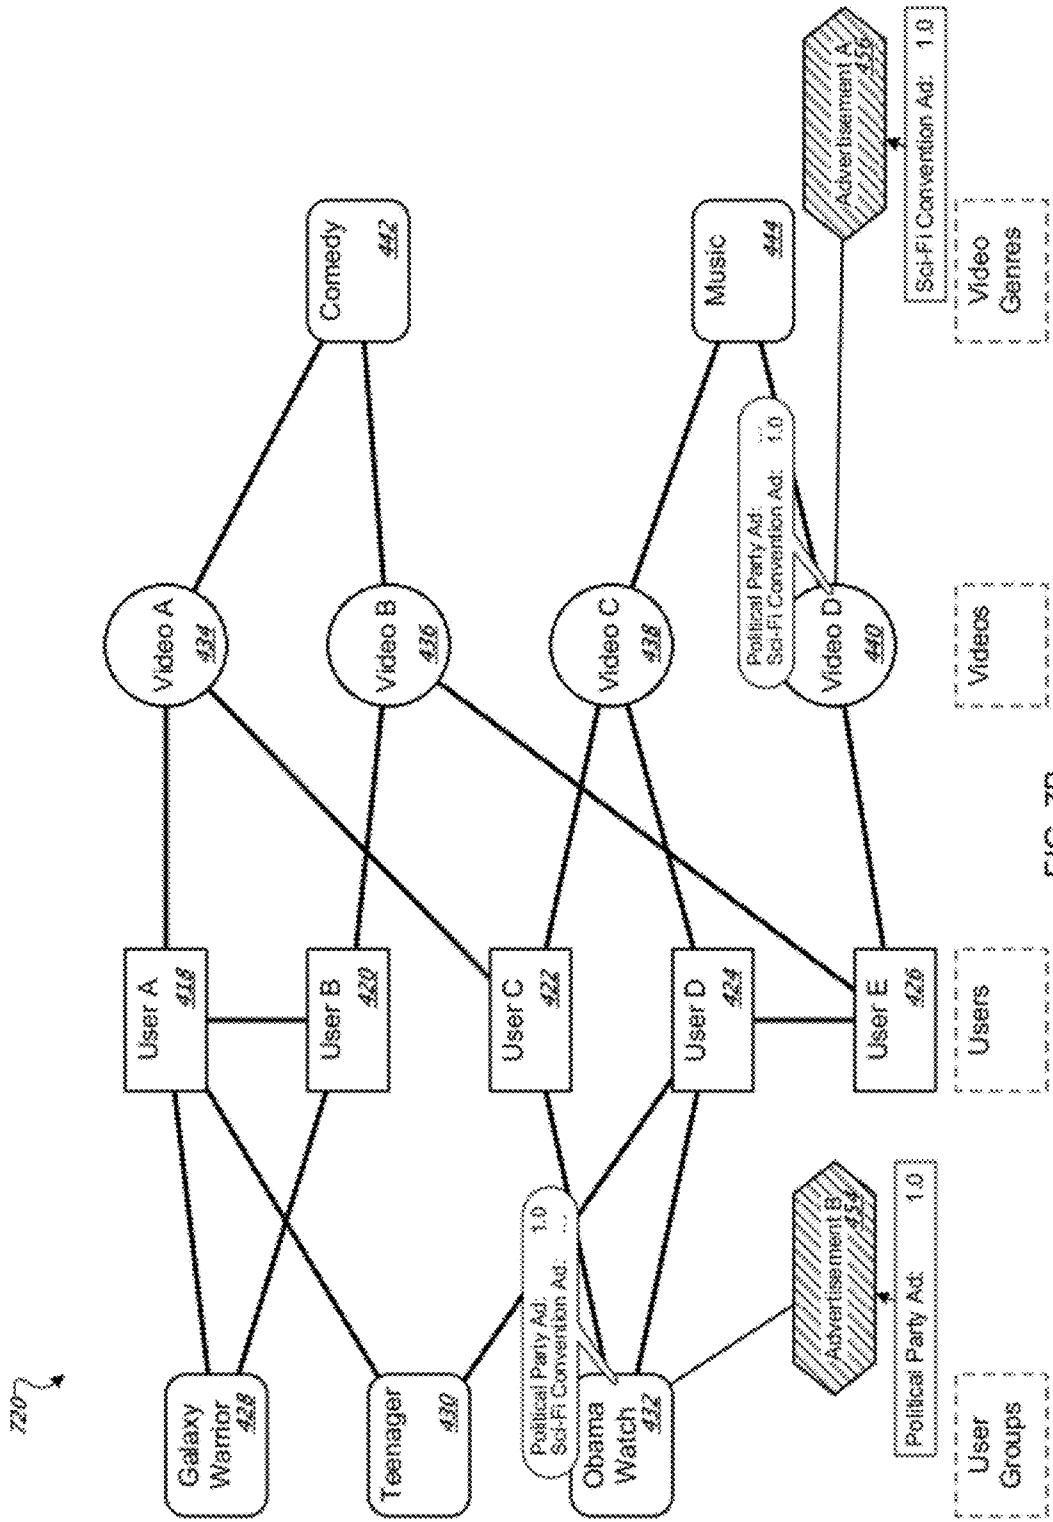 720
Galaxy
Warrior
428
Teenager
430
Obama
Watch
432
Political Party Ad: 1.0
Sci-Fi Convention Ad: ...
Advertisement B
454
Political Party Ad: 1.0
User
Groups
User A
418
User B
420
User C
422
User D
424
User E
426
Users
Video A
434
Video B
436
Video C
438
Video D
440
Political Party Ad: ...
Sci-Fi Convention Ad: 1.0
Videos
Comedy
442
Music
444
Advertisement A
456
Sci-Fi Convention Ad: 1.0
Video
Genres